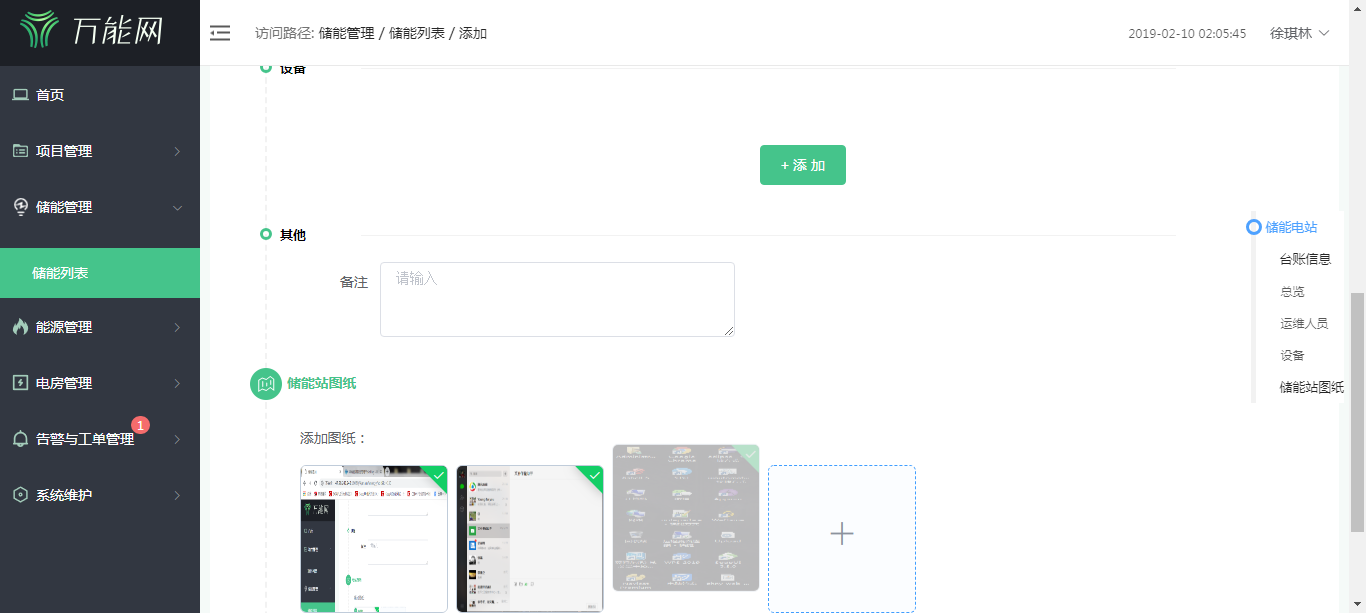 万能网
访问路径: 储能管理 / 储能列表 / 添加
2019-02-10 02:05:45
徐琪林
首页
项目管理
储能管理
储能列表
能源管理
电房管理
告警与工单管理
1
系统维护
设备
+ 添 加
其他
备注
请输入
储能站图纸
添加图纸：
储能电站
台账信息
总览
运维人员
设备
储能站图纸